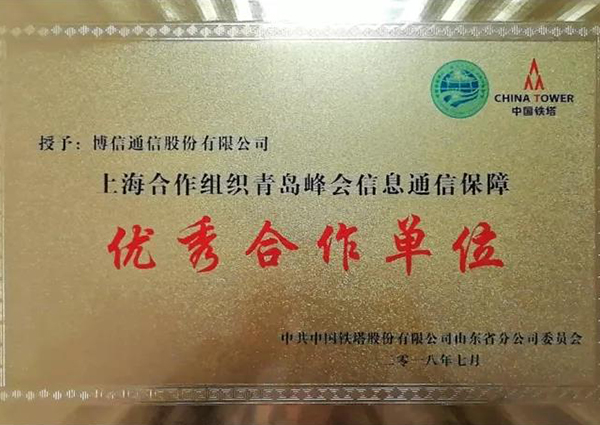 CHINA TOWER
中国铁塔
授予：博信通信股份有限公司
上海合作组织青岛峰会信息通信保障
优秀合作单位
中共中国铁塔股份有限公司山东省分公司委员会
二零一八年七月